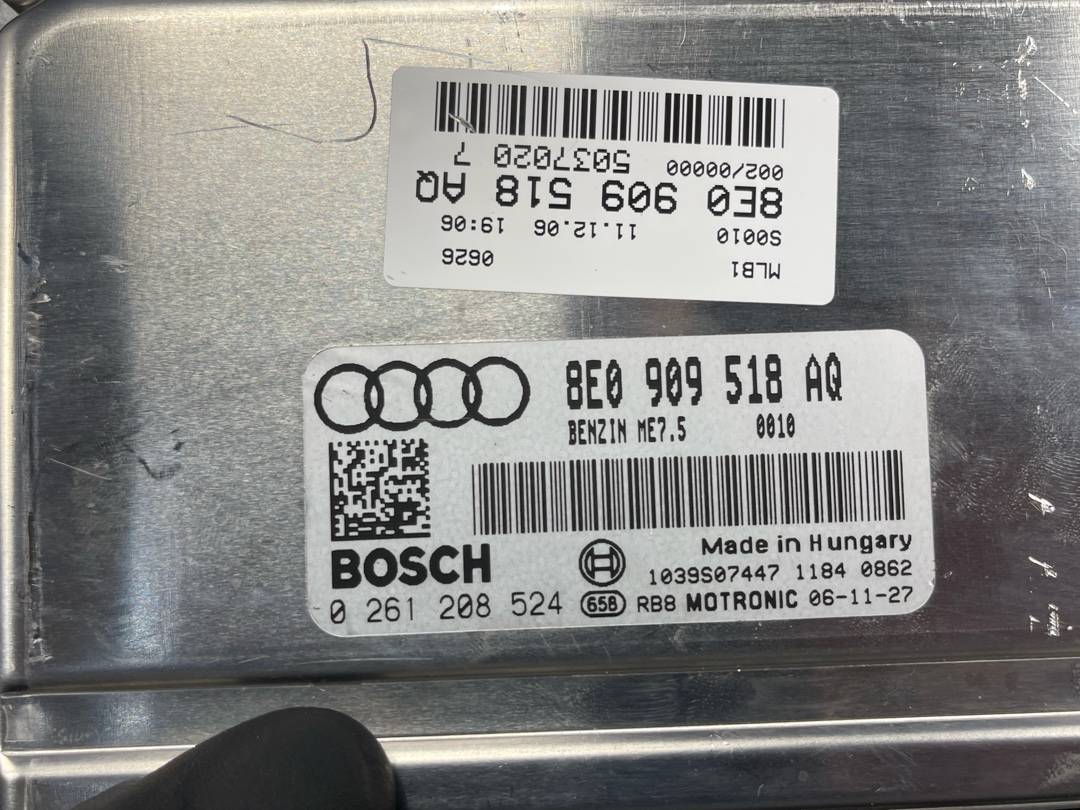 002/00000 5037020 7
8E0 909 518 AQ
S0010 11.12.06 19:06
MLB1 0626
8E0 909 518 AQ
BENZIN ME7.5 0010
BOSCH
Made in Hungary
1039S07447 1184 0862
0 261 208 524 658 RB8 MOTRONIC 06-11-27